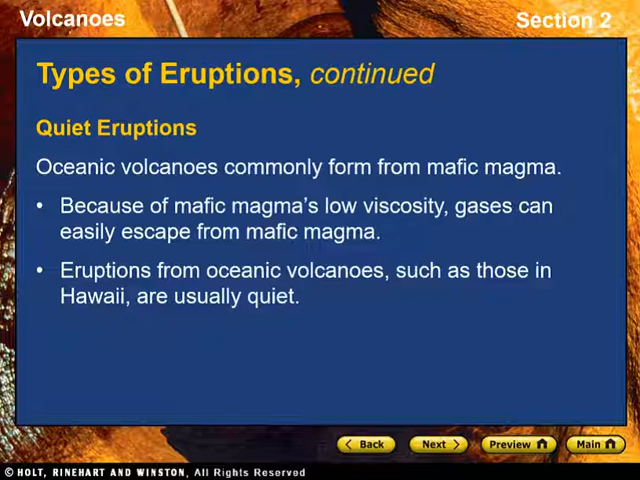 Volcanoes
Section 2
Types of Eruptions, continued
Quiet Eruptions
Oceanic volcanoes commonly form from mafic magma.
• Because of mafic magma's low viscosity, gases can
easily escape from mafic magma.
• Eruptions from oceanic volcanoes, such as those in
Hawaii, are usually quiet.
< Back
Next >
Preview
Main
© HOLT, RINEHART AND WINSTON, All Rights Reserved